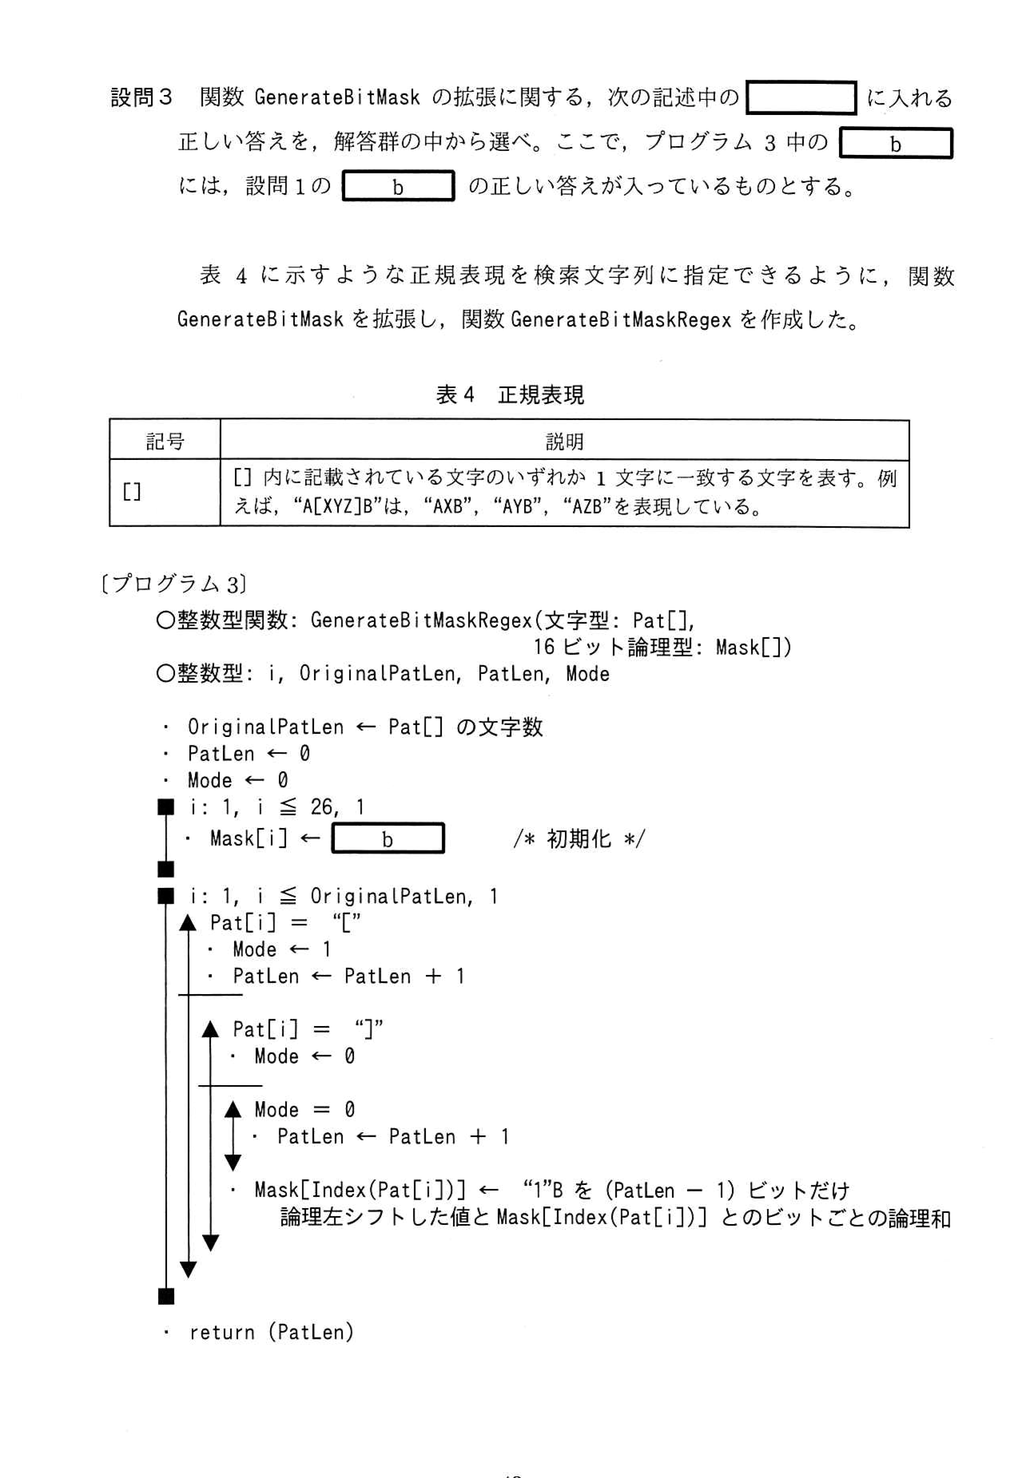 設問3 関数 GenerateBitMask の拡張に関する，次の記述中の に入れる
正しい答えを，解答群の中から選べ。ここで，プログラム 3 中の b
には，設問1の b の正しい答えが入っているものとする。
表 4 に示すような正規表現を検索文字列に指定できるように，関数
GenerateBitMask を拡張し，関数 GenerateBitMaskRegex を作成した。
表4 正規表現
記号 説明
[] [] 内に記載されている文字のいずれか 1 文字に一致する文字を表す。例
えば，“A[XYZ]B”は，“AXB”，“AYB”，“AZB”を表現している。
〔プログラム 3〕
○整数型関数: GenerateBitMaskRegex(文字型: Pat[],
16 ビット論理型: Mask[])
○整数型: i, OriginalPatLen, PatLen, Mode
・ OriginalPatLen ← Pat[] の文字数
・ PatLen ← 0
・ Mode ← 0
■ i: 1, i ≦ 26, 1
・ Mask[i] ← b /* 初期化 */
■
■ i: 1, i ≦ OriginalPatLen, 1
▲ Pat[i] = “[”
・ Mode ← 1
・ PatLen ← PatLen + 1
▲ Pat[i] = “]”
・ Mode ← 0
▲ Mode = 0
・ PatLen ← PatLen + 1
▼
・ Mask[Index(Pat[i])] ← “1”B を (PatLen − 1) ビットだけ
論理左シフトした値と Mask[Index(Pat[i])] とのビットごとの論理和
▼
▼
■
・ return (PatLen)